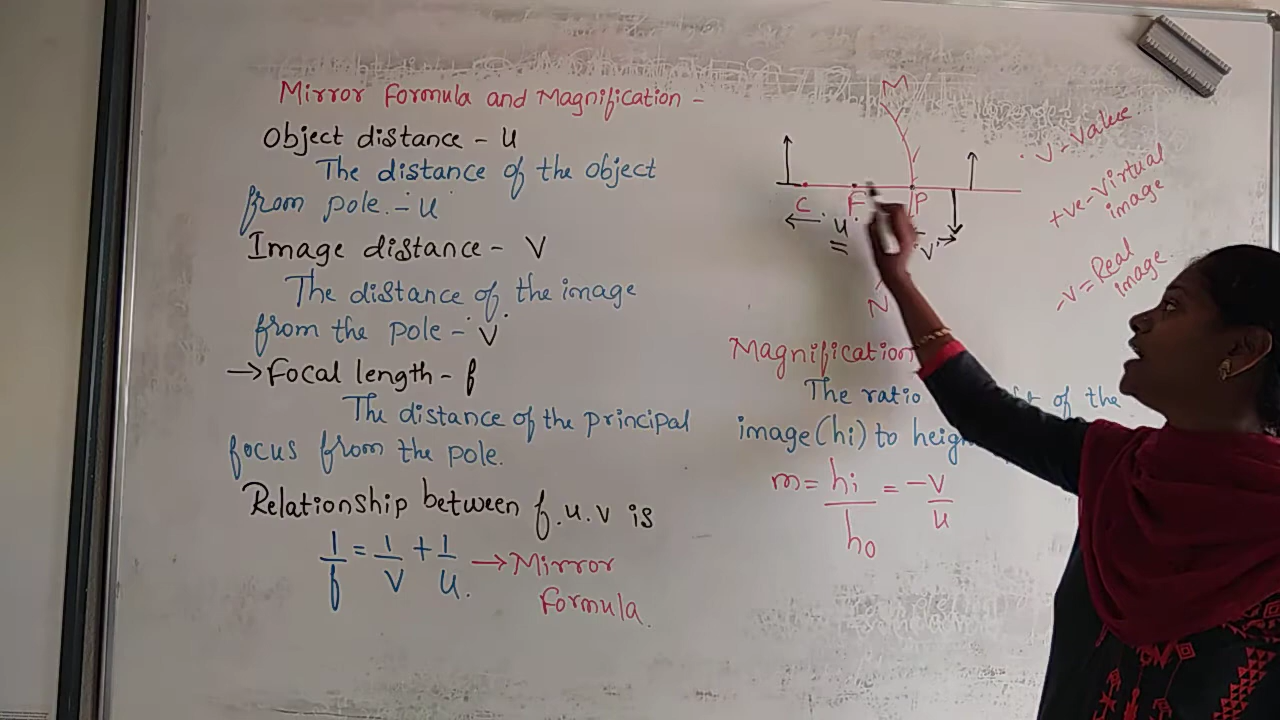 Mirror formula and Magnification -
Object distance - u
The distance of the object
from pole. - u
Image distance - v
The distance of the image
from the pole - 'v'
→ Focal length - f
The distance of the principal
focus from the pole.
Relationship between f.u.v is
1/f = 1/v + 1/u. → Mirror
formula.
M
C F P
'u' 'v'
N
v - value.
+ve - virtual
image
-v = Real
image.
Magnification
The ratio of the
image (hi) to
m = hi/ho = -v/u